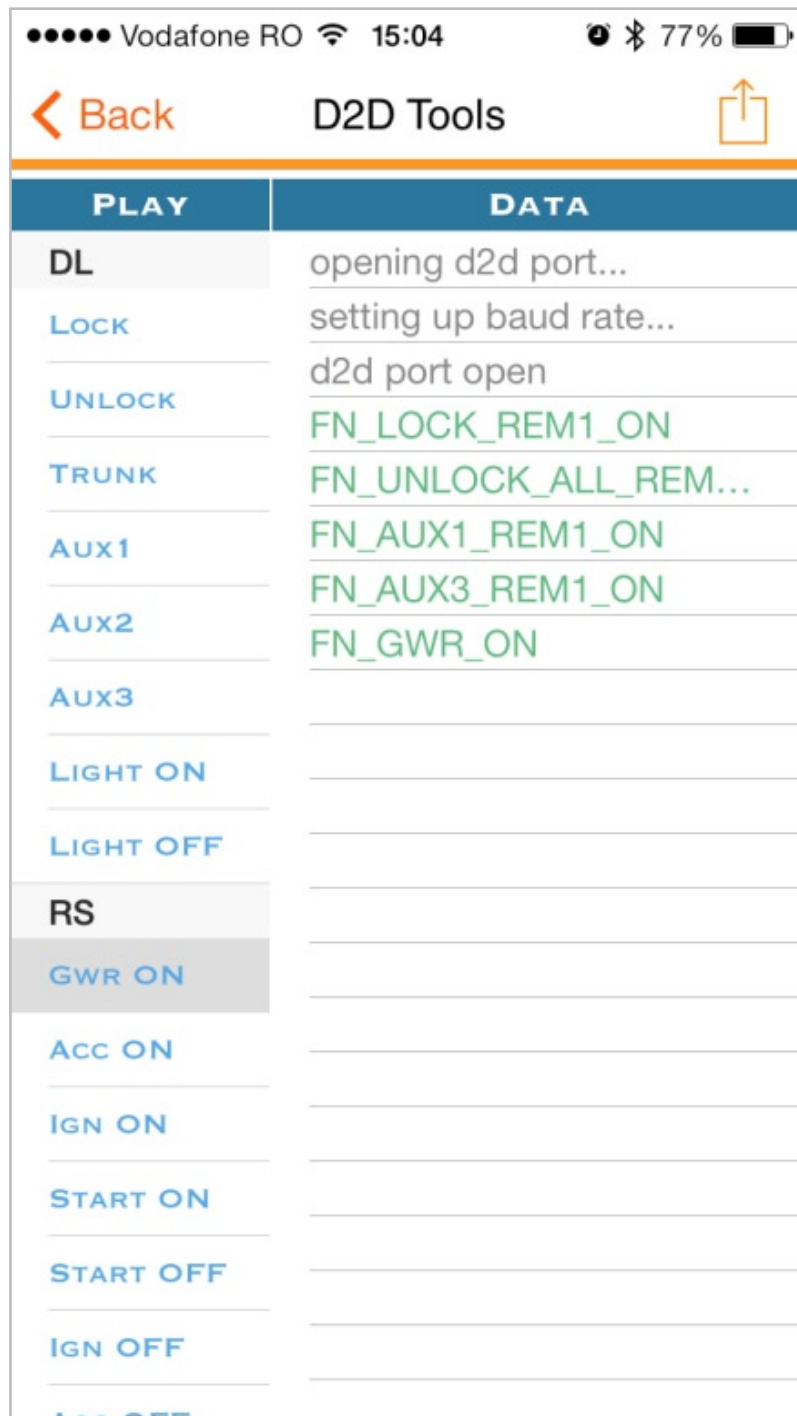 Vodafone RO 15:04 77%
Back D2D Tools
PLAY DATA
DL
LOCK
UNLOCK
TRUNK
AUX1
AUX2
AUX3
LIGHT ON
LIGHT OFF
RS
GWR ON
ACC ON
IGN ON
START ON
START OFF
IGN OFF
opening d2d port...
setting up baud rate...
d2d port open
FN_LOCK_REM1_ON
FN_UNLOCK_ALL_REM...
FN_AUX1_REM1_ON
FN_AUX3_REM1_ON
FN_GWR_ON